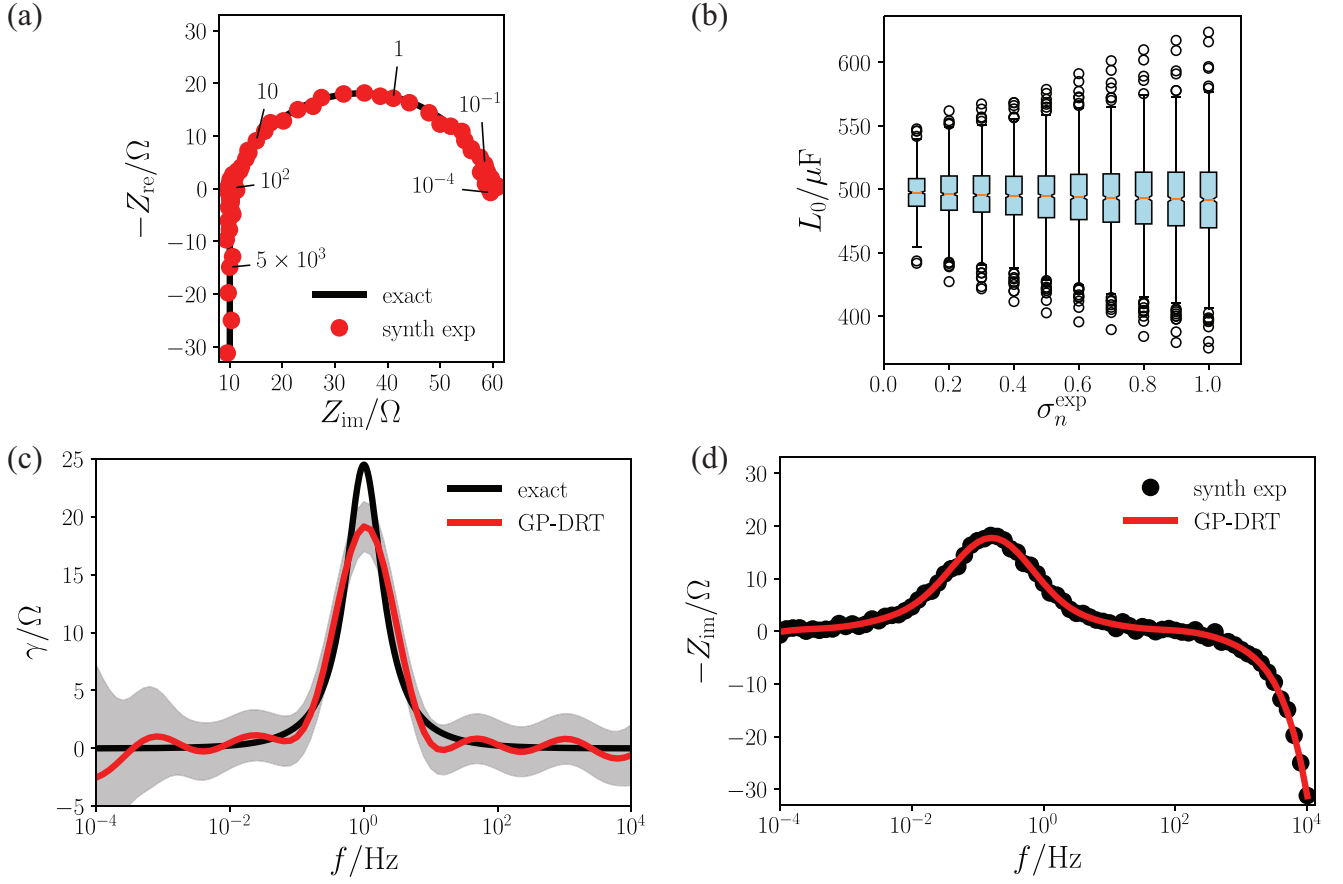 (a)
30
20
10
0
−10
−20
−30
−Z_re/Ω
10
1
10^−1
10^2
10^−4
5 × 10^3
exact
synth exp
10 20 30 40 50 60
Z_im/Ω
(b)
600
550
500
450
400
L_0/μF
0.0 0.2 0.4 0.6 0.8 1.0
σ_n^exp
(c)
25
20
15
10
5
0
−5
γ/Ω
exact
GP-DRT
10^−4 10^−2 10^0 10^2 10^4
f/Hz
(d)
30
20
10
0
−10
−20
−30
−Z_im/Ω
synth exp
GP-DRT
10^−4 10^−2 10^0 10^2 10^4
f/Hz